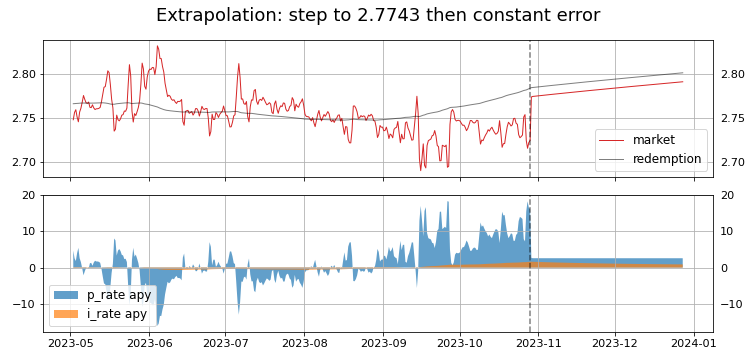 Extrapolation: step to 2.7743 then constant error
2.80 2.80
2.75 2.75
2.70 2.70
market
redemption
20 20
10 10
0 0
−10 −10
p_rate apy
i_rate apy
2023-05 2023-06 2023-07 2023-08 2023-09 2023-10 2023-11 2023-12 2024-01